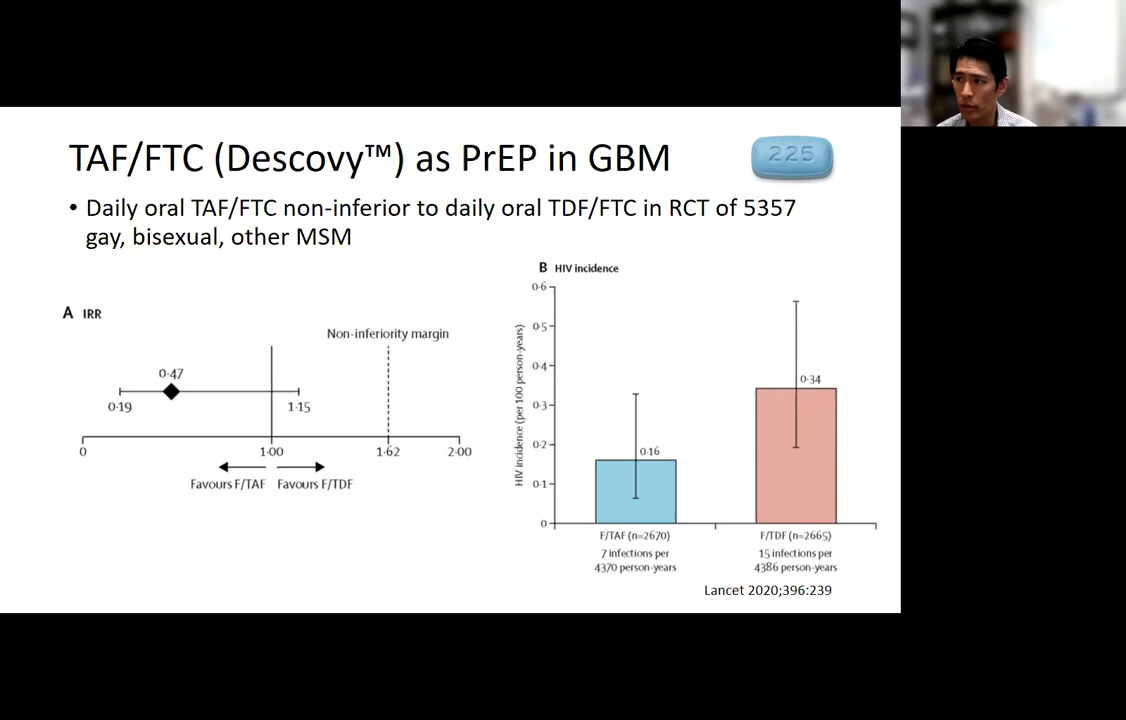 TAF/FTC (Descovy™) as PrEP in GBM
225
• Daily oral TAF/FTC non-inferior to daily oral TDF/FTC in RCT of 5357
gay, bisexual, other MSM
A IRR
Non-inferiority margin
0·47
0·19
1·15
0
1·00
1·62
2·00
Favours F/TAF
Favours F/TDF
B HIV incidence
HIV incidence (per 100 person-years)
0·6
0·5
0·4
0·3
0·2
0·1
0
0·16
0·34
F/TAF (n=2670)
7 infections per
4370 person-years
F/TDF (n=2665)
15 infections per
4386 person-years
Lancet 2020;396:239